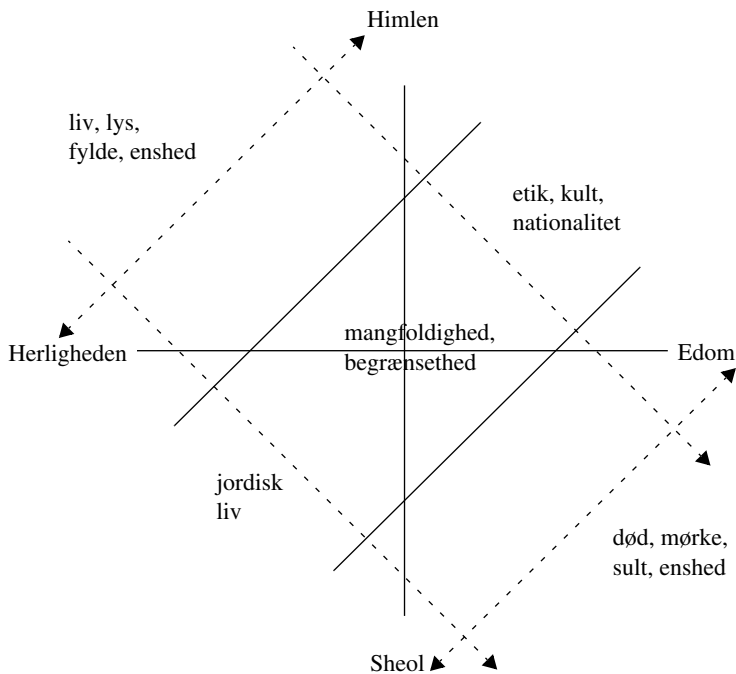 Himlen
liv, lys,
fylde, enshed
etik, kult,
nationalitet
mangfoldighed,
begrænsethed
Herligheden
Edom
jordisk
liv
død, mørke,
sult, enshed
Sheol